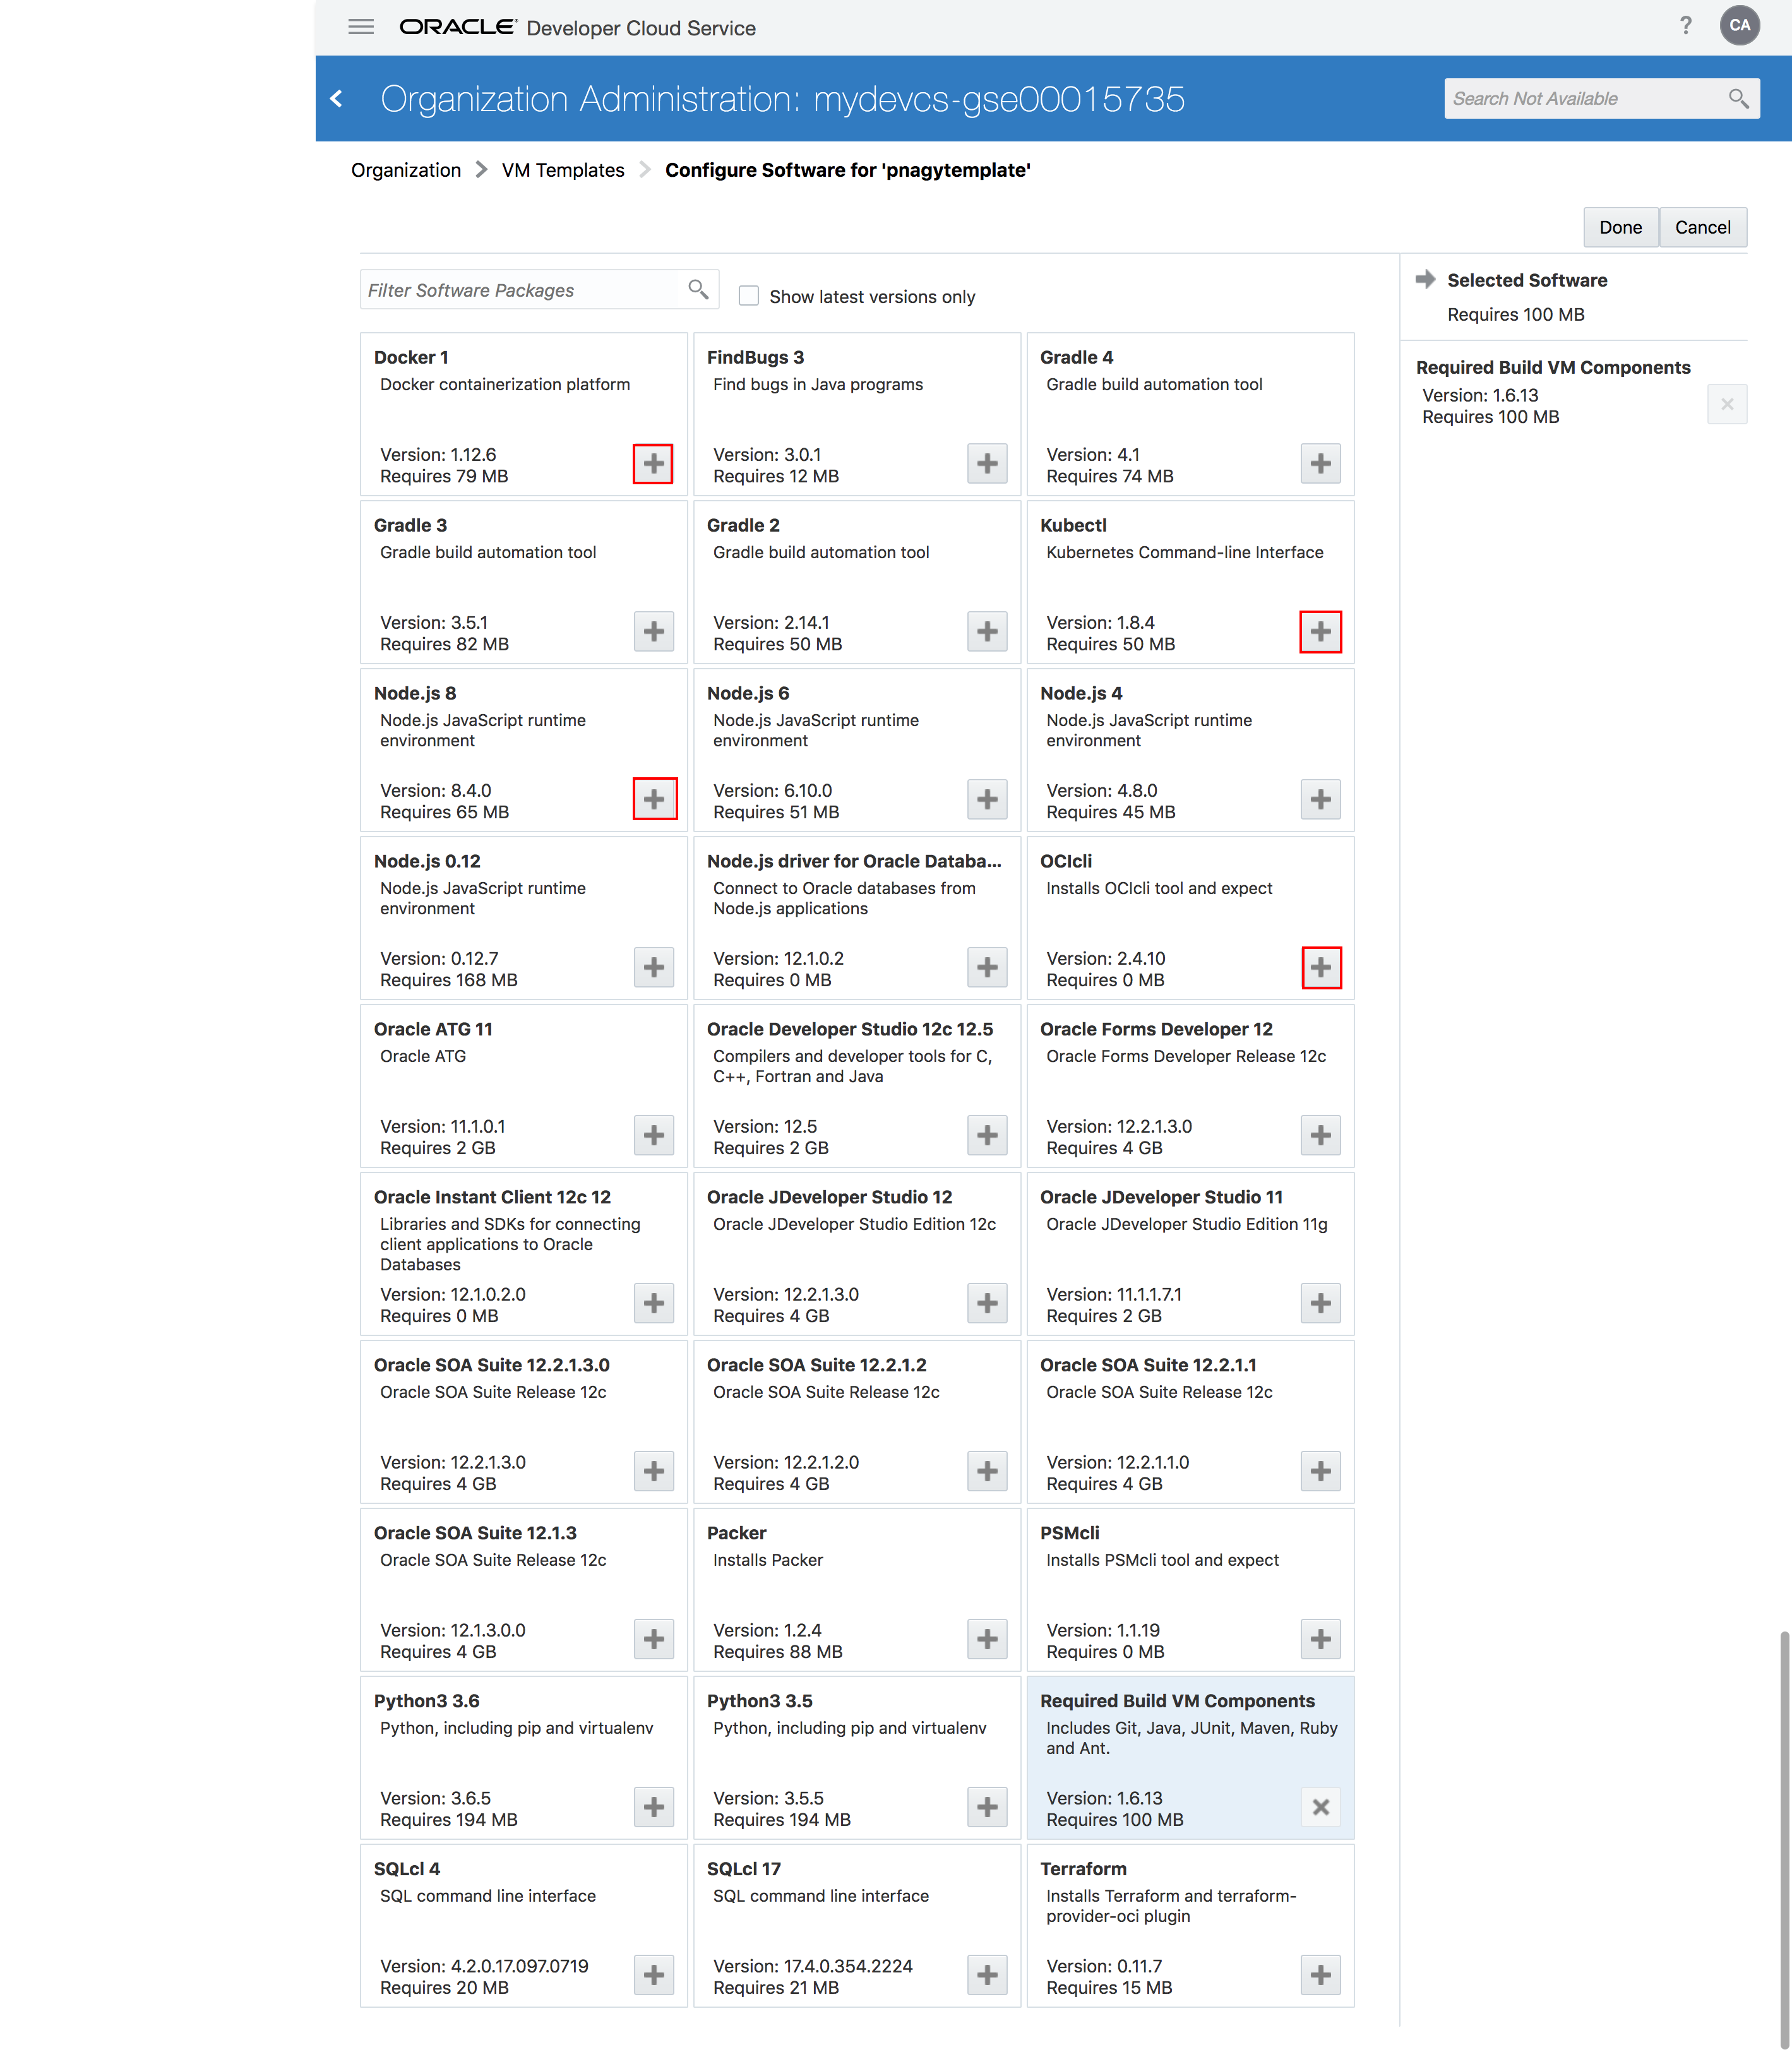 ORACLE® Developer Cloud Service
?
CA
Organization Administration: mydevcs-gse00015735
Search Not Available
Organization
VM Templates
Configure Software for 'pnagytemplate'
Done
Cancel
Filter Software Packages
Show latest versions only
Docker 1
Docker containerization platform
Version: 1.12.6
Requires 79 MB
FindBugs 3
Find bugs in Java programs
Version: 3.0.1
Requires 12 MB
Gradle 4
Gradle build automation tool
Version: 4.1
Requires 74 MB
Gradle 3
Gradle build automation tool
Version: 3.5.1
Requires 82 MB
Gradle 2
Gradle build automation tool
Version: 2.14.1
Requires 50 MB
Kubectl
Kubernetes Command-line Interface
Version: 1.8.4
Requires 50 MB
Node.js 8
Node.js JavaScript runtime
environment
Version: 8.4.0
Requires 65 MB
Node.js 6
Node.js JavaScript runtime
environment
Version: 6.10.0
Requires 51 MB
Node.js 4
Node.js JavaScript runtime
environment
Version: 4.8.0
Requires 45 MB
Node.js 0.12
Node.js JavaScript runtime
environment
Version: 0.12.7
Requires 168 MB
Node.js driver for Oracle Databa...
Connect to Oracle databases from
Node.js applications
Version: 12.1.0.2
Requires 0 MB
OCIcli
Installs OCIcli tool and expect
Version: 2.4.10
Requires 0 MB
Oracle ATG 11
Oracle ATG
Version: 11.1.0.1
Requires 2 GB
Oracle Developer Studio 12c 12.5
Compilers and developer tools for C,
C++, Fortran and Java
Version: 12.5
Requires 2 GB
Oracle Forms Developer 12
Oracle Forms Developer Release 12c
Version: 12.2.1.3.0
Requires 4 GB
Oracle Instant Client 12c 12
Libraries and SDKs for connecting
client applications to Oracle
Databases
Version: 12.1.0.2.0
Requires 0 MB
Oracle JDeveloper Studio 12
Oracle JDeveloper Studio Edition 12c
Version: 12.2.1.3.0
Requires 4 GB
Oracle JDeveloper Studio 11
Oracle JDeveloper Studio Edition 11g
Version: 11.1.1.7.1
Requires 2 GB
Oracle SOA Suite 12.2.1.3.0
Oracle SOA Suite Release 12c
Version: 12.2.1.3.0
Requires 4 GB
Oracle SOA Suite 12.2.1.2
Oracle SOA Suite Release 12c
Version: 12.2.1.2.0
Requires 4 GB
Oracle SOA Suite 12.2.1.1
Oracle SOA Suite Release 12c
Version: 12.2.1.1.0
Requires 4 GB
Oracle SOA Suite 12.1.3
Oracle SOA Suite Release 12c
Version: 12.1.3.0.0
Requires 4 GB
Packer
Installs Packer
Version: 1.2.4
Requires 88 MB
PSMcli
Installs PSMcli tool and expect
Version: 1.1.19
Requires 0 MB
Python3 3.6
Python, including pip and virtualenv
Version: 3.6.5
Requires 194 MB
Python3 3.5
Python, including pip and virtualenv
Version: 3.5.5
Requires 194 MB
Required Build VM Components
Includes Git, Java, JUnit, Maven, Ruby
and Ant.
Version: 1.6.13
Requires 100 MB
SQLcl 4
SQL command line interface
Version: 4.2.0.17.097.0719
Requires 20 MB
SQLcl 17
SQL command line interface
Version: 17.4.0.354.2224
Requires 21 MB
Terraform
Installs Terraform and terraform-
provider-oci plugin
Version: 0.11.7
Requires 15 MB
Selected Software
Requires 100 MB
Required Build VM Components
Version: 1.6.13
Requires 100 MB